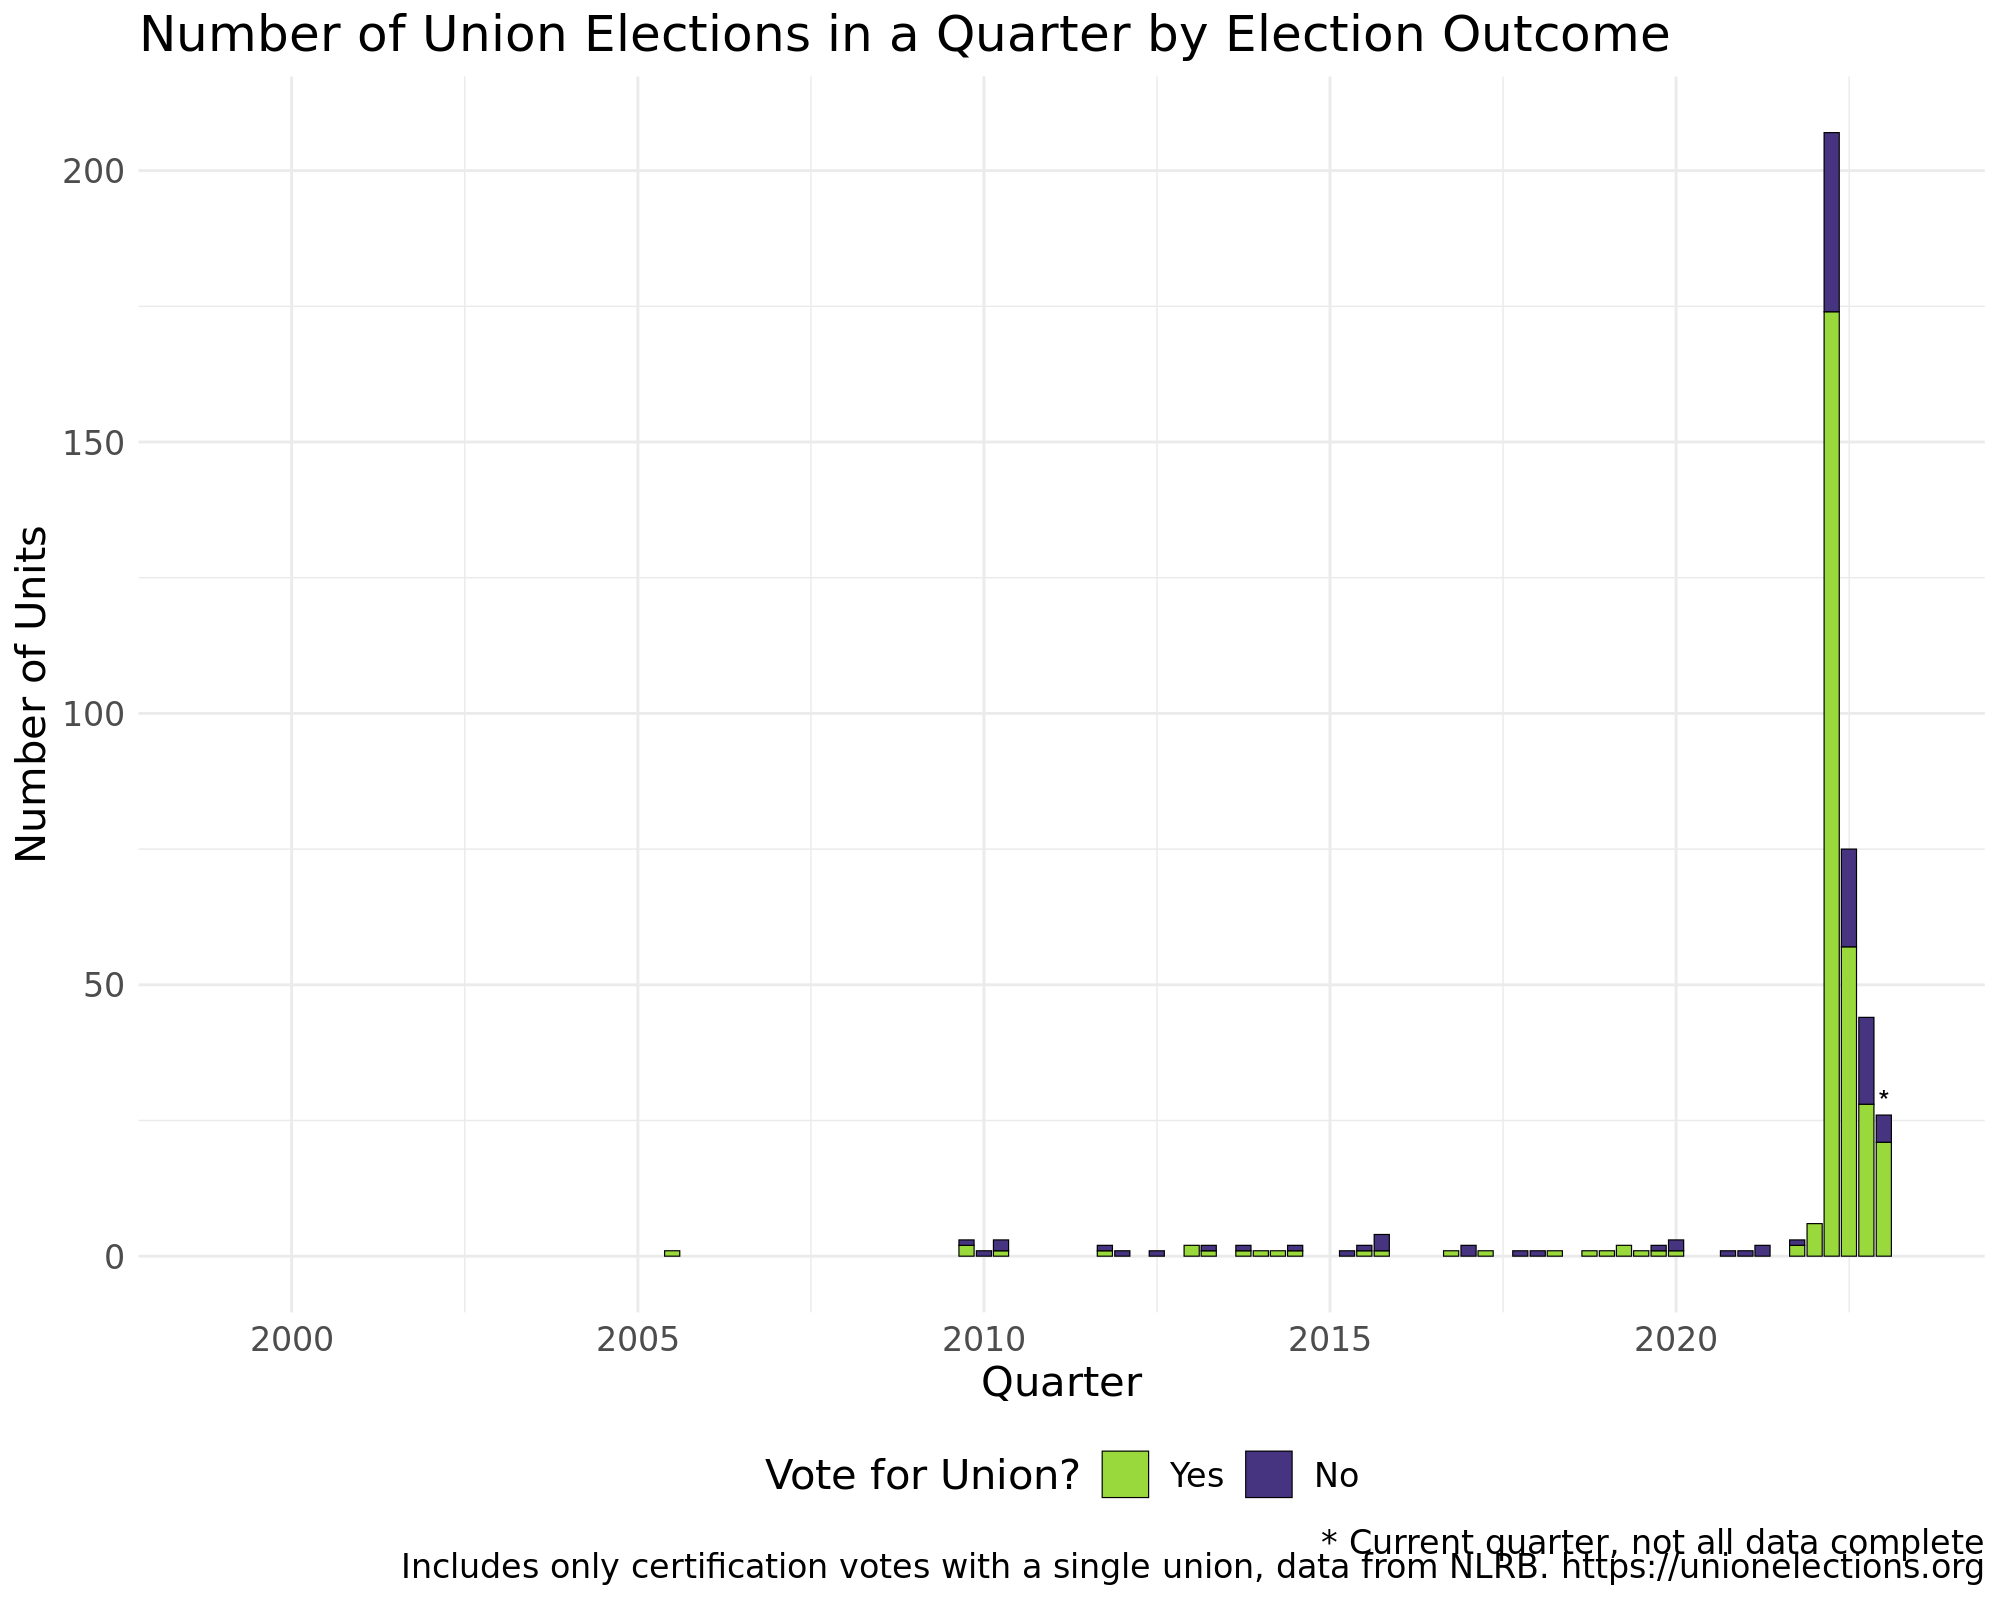 Number of Union Elections in a Quarter by Election Outcome
Number of Units
200
150
100
50
0
*
2000 2005 2010 2015 2020
Quarter
Vote for Union? Yes No
* Current quarter, not all data complete
Includes only certification votes with a single union, data from NLRB. https://unionelections.org